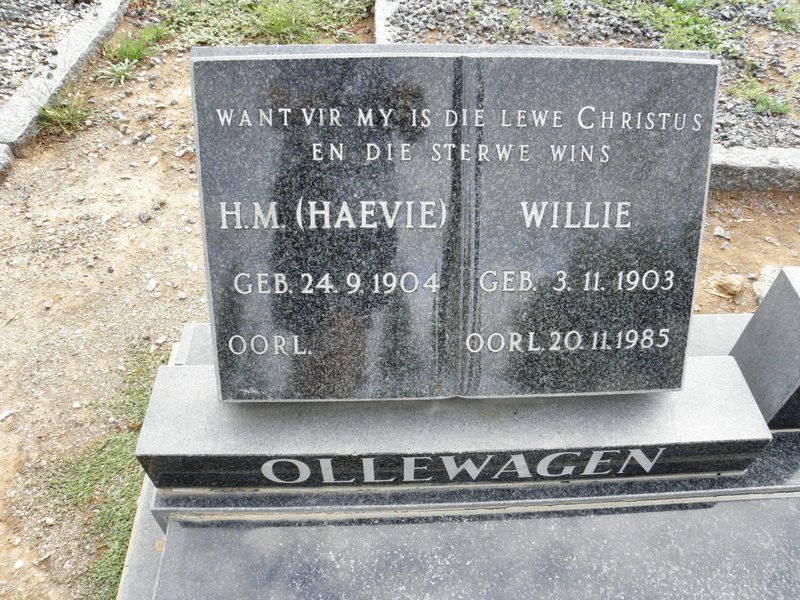 WANT VIR MY IS DIE LEWE CHRISTUS
EN DIE STERWE WINS
H.M. (HAEVIE)
GEB. 24. 9. 1904
OORL.
WILLIE
GEB. 3. 11. 1903
OORL. 20.11.1985
OLLEWAGEN